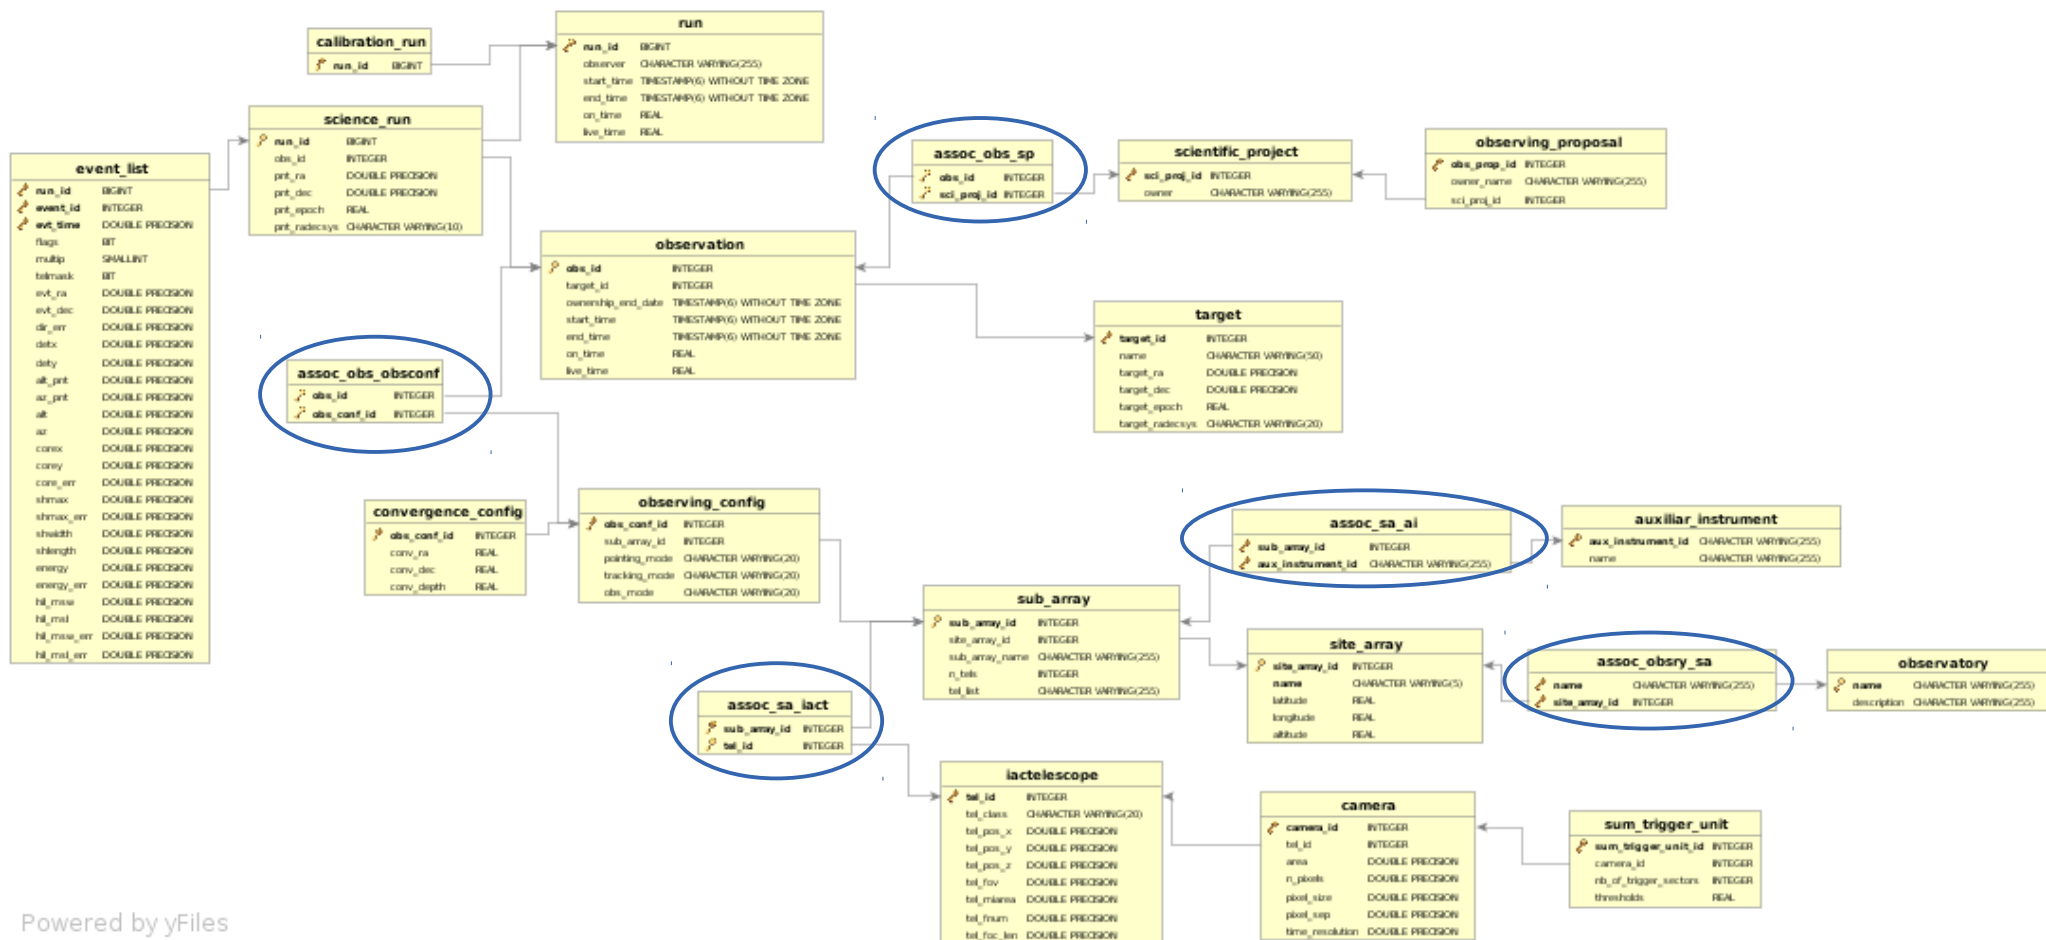 run
run_id BIGINT
observer CHARACTER VARYING(255)
start_time TIMESTAMP(6) WITHOUT TIME ZONE
end_time TIMESTAMP(6) WITHOUT TIME ZONE
on_time REAL
live_time REAL
calibration_run
run_id BIGINT
science_run
run_id BIGINT
obs_id INTEGER
pnt_ra DOUBLE PRECISION
pnt_dec DOUBLE PRECISION
pnt_epoch REAL
pnt_radecsys CHARACTER VARYING(10)
event_list
run_id BIGINT
event_id INTEGER
evt_time DOUBLE PRECISION
flags BIT
multip SMALLINT
telmask BIT
evt_ra DOUBLE PRECISION
evt_dec DOUBLE PRECISION
dir_err DOUBLE PRECISION
detx DOUBLE PRECISION
dety DOUBLE PRECISION
alt_pnt DOUBLE PRECISION
az_pnt DOUBLE PRECISION
alt DOUBLE PRECISION
az DOUBLE PRECISION
corex DOUBLE PRECISION
corey DOUBLE PRECISION
core_err DOUBLE PRECISION
shmax DOUBLE PRECISION
shmax_err DOUBLE PRECISION
shwidth DOUBLE PRECISION
shlength DOUBLE PRECISION
energy DOUBLE PRECISION
energy_err DOUBLE PRECISION
hil_msw DOUBLE PRECISION
hil_msl DOUBLE PRECISION
hil_msw_err DOUBLE PRECISION
hil_msl_err DOUBLE PRECISION
assoc_obs_sp
obs_id INTEGER
sci_proj_id INTEGER
scientific_project
sci_proj_id INTEGER
owner CHARACTER VARYING(255)
observing_proposal
obs_prop_id INTEGER
owner_name CHARACTER VARYING(255)
sci_proj_id INTEGER
observation
obs_id INTEGER
target_id INTEGER
ownership_end_date TIMESTAMP(6) WITHOUT TIME ZONE
start_time TIMESTAMP(6) WITHOUT TIME ZONE
end_time TIMESTAMP(6) WITHOUT TIME ZONE
on_time REAL
live_time REAL
target
target_id INTEGER
name CHARACTER VARYING(50)
target_ra DOUBLE PRECISION
target_dec DOUBLE PRECISION
target_epoch REAL
target_radecsys CHARACTER VARYING(20)
assoc_obs_obsconf
obs_id INTEGER
obs_conf_id INTEGER
convergence_config
obs_conf_id INTEGER
conv_ra REAL
conv_dec REAL
conv_depth REAL
observing_config
obs_conf_id INTEGER
sub_array_id INTEGER
pointing_mode CHARACTER VARYING(20)
tracking_mode CHARACTER VARYING(20)
obs_mode CHARACTER VARYING(20)
assoc_sa_ai
sub_array_id INTEGER
aux_instrument_id CHARACTER VARYING(255)
auxiliar_instrument
aux_instrument_id CHARACTER VARYING(255)
name CHARACTER VARYING(255)
sub_array
sub_array_id INTEGER
site_array_id INTEGER
sub_array_name CHARACTER VARYING(255)
n_tels INTEGER
tel_list CHARACTER VARYING(255)
site_array
site_array_id INTEGER
name CHARACTER VARYING(5)
latitude REAL
longitude REAL
altitude REAL
assoc_obsry_sa
name CHARACTER VARYING(255)
site_array_id INTEGER
observatory
name CHARACTER VARYING(255)
description CHARACTER VARYING(255)
assoc_sa_iact
sub_array_id INTEGER
tel_id INTEGER
iactelescope
tel_id INTEGER
tel_class CHARACTER VARYING(20)
tel_pos_x DOUBLE PRECISION
tel_pos_y DOUBLE PRECISION
tel_pos_z DOUBLE PRECISION
tel_fov DOUBLE PRECISION
tel_miarea DOUBLE PRECISION
tel_fnum DOUBLE PRECISION
tel_foc_len DOUBLE PRECISION
camera
camera_id INTEGER
tel_id INTEGER
area DOUBLE PRECISION
n_pixels DOUBLE PRECISION
pixel_size DOUBLE PRECISION
pixel_sep DOUBLE PRECISION
time_resolution DOUBLE PRECISION
sum_trigger_unit
sum_trigger_unit_id INTEGER
camera_id INTEGER
nb_of_trigger_sectors INTEGER
thresholds REAL
Powered by yFiles